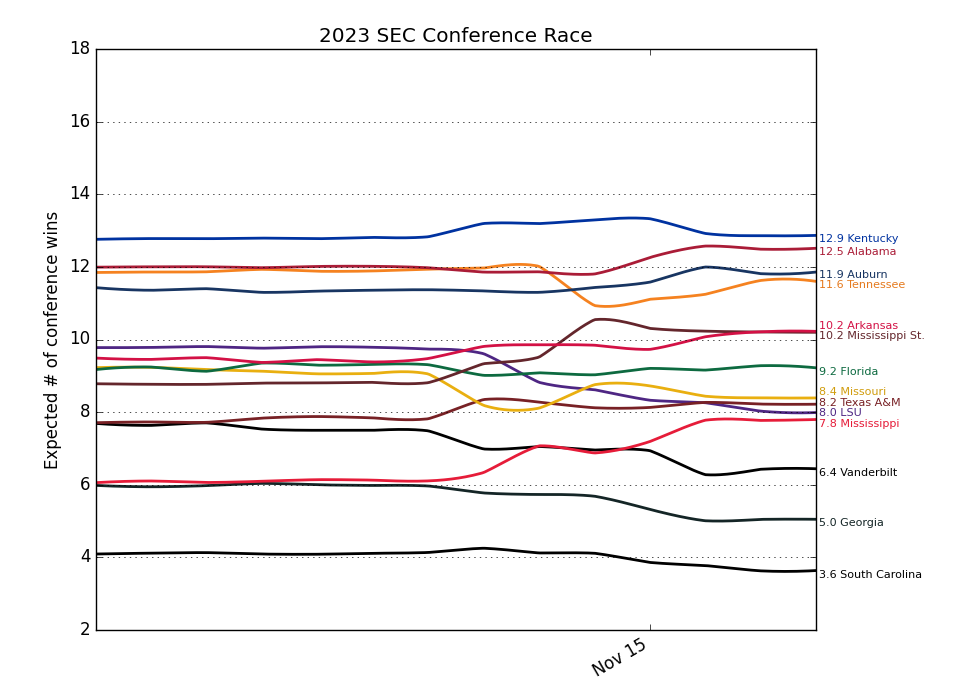 2023 SEC Conference Race
Expected # of conference wins
18
16
14
12
10
8
6
4
2
12.9 Kentucky
12.5 Alabama
11.9 Auburn
11.6 Tennessee
10.2 Arkansas
10.2 Mississippi St.
9.2 Florida
8.4 Missouri
8.2 Texas A&M
8.0 LSU
7.8 Mississippi
6.4 Vanderbilt
5.0 Georgia
3.6 South Carolina
Nov 15